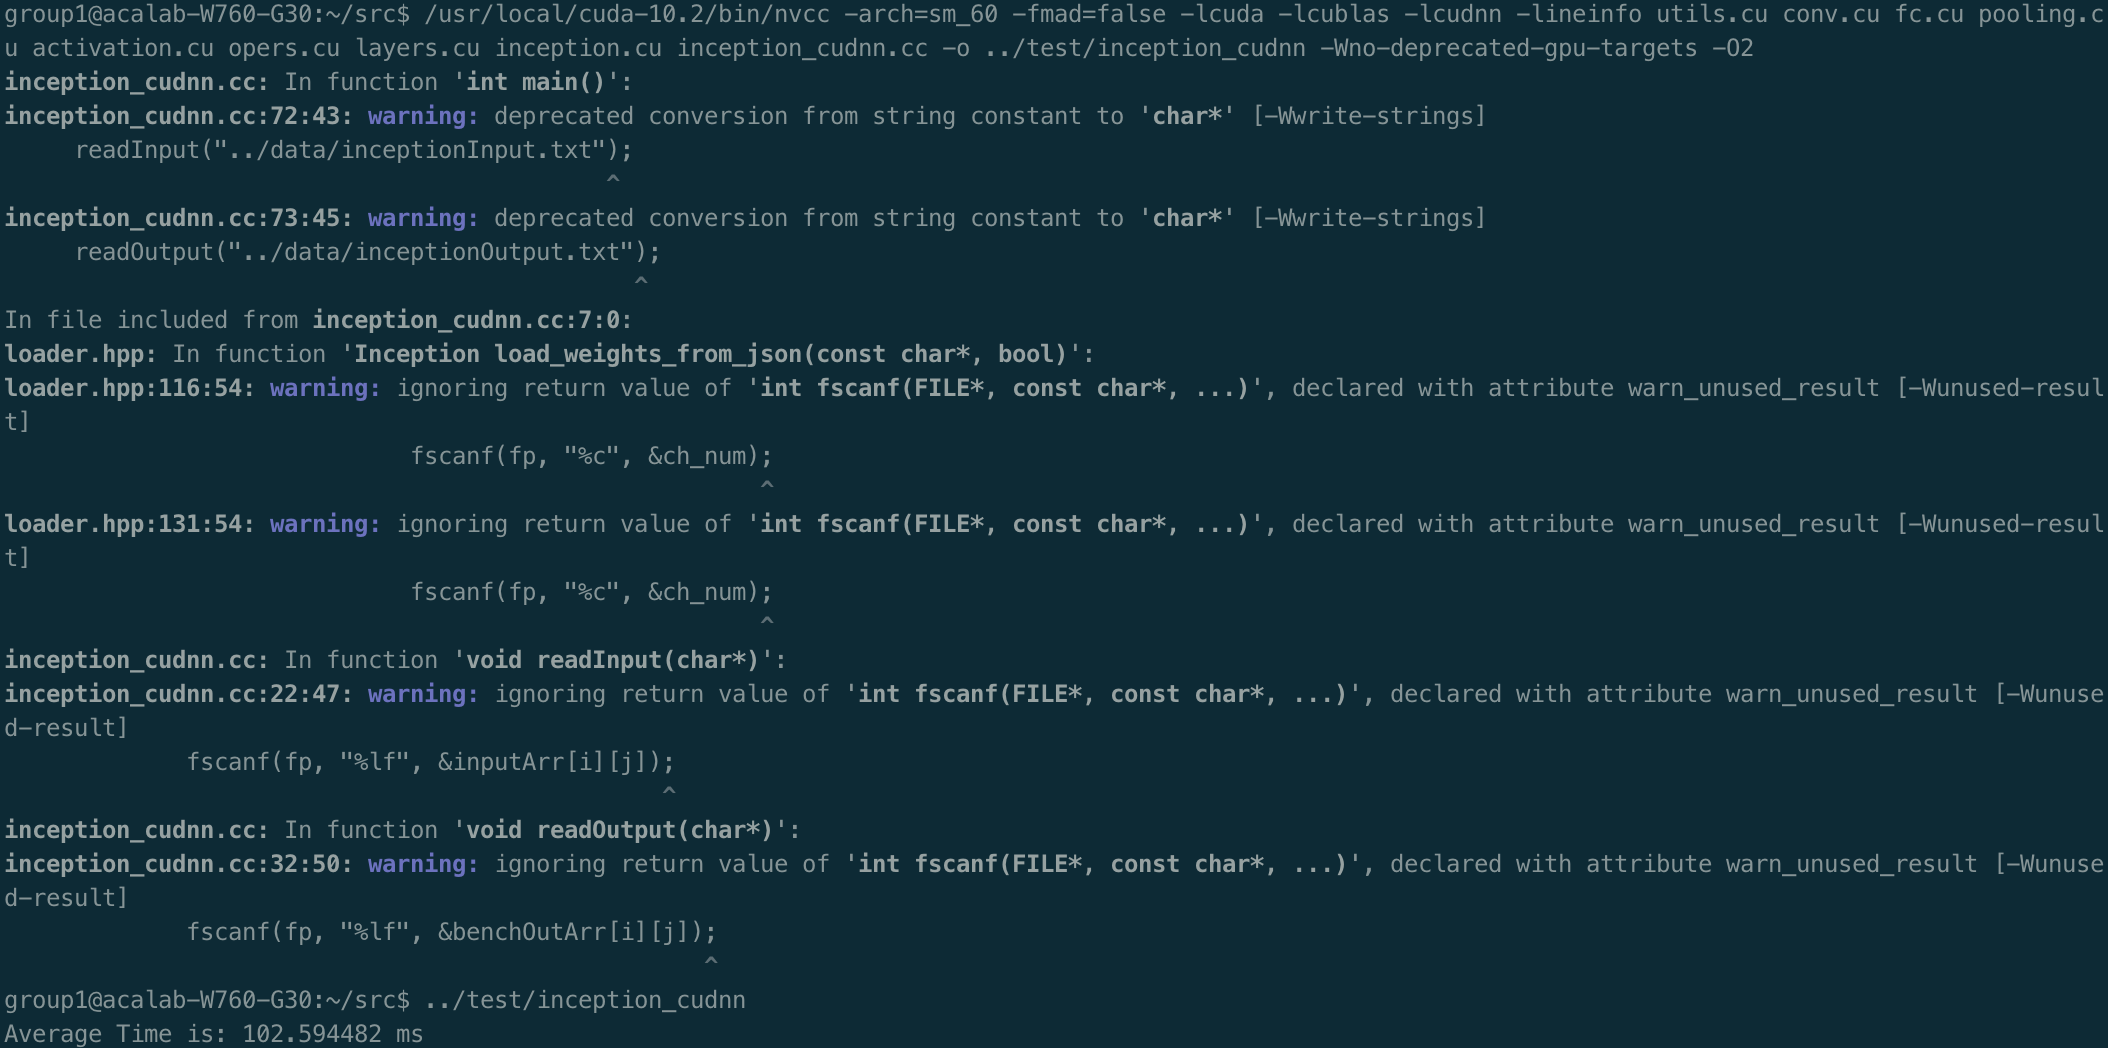 group1@acalab-W760-G30:~/src$ /usr/local/cuda-10.2/bin/nvcc -arch=sm_60 -fmad=false -lcuda -lcublas -lcudnn -lineinfo utils.cu conv.cu fc.cu pooling.c
u activation.cu opers.cu layers.cu inception.cu inception_cudnn.cc -o ../test/inception_cudnn -Wno-deprecated-gpu-targets -O2
inception_cudnn.cc: In function 'int main()':
inception_cudnn.cc:72:43: warning: deprecated conversion from string constant to 'char*' [-Wwrite-strings]
     readInput("../data/inceptionInput.txt");
                                           ^
inception_cudnn.cc:73:45: warning: deprecated conversion from string constant to 'char*' [-Wwrite-strings]
     readOutput("../data/inceptionOutput.txt");
                                             ^
In file included from inception_cudnn.cc:7:0:
loader.hpp: In function 'Inception load_weights_from_json(const char*, bool)':
loader.hpp:116:54: warning: ignoring return value of 'int fscanf(FILE*, const char*, ...)', declared with attribute warn_unused_result [-Wunused-resul
t]
                             fscanf(fp, "%c", &ch_num);
                                                      ^
loader.hpp:131:54: warning: ignoring return value of 'int fscanf(FILE*, const char*, ...)', declared with attribute warn_unused_result [-Wunused-resul
t]
                             fscanf(fp, "%c", &ch_num);
                                                      ^
inception_cudnn.cc: In function 'void readInput(char*)':
inception_cudnn.cc:22:47: warning: ignoring return value of 'int fscanf(FILE*, const char*, ...)', declared with attribute warn_unused_result [-Wunuse
d-result]
             fscanf(fp, "%lf", &inputArr[i][j]);
                                               ^
inception_cudnn.cc: In function 'void readOutput(char*)':
inception_cudnn.cc:32:50: warning: ignoring return value of 'int fscanf(FILE*, const char*, ...)', declared with attribute warn_unused_result [-Wunuse
d-result]
             fscanf(fp, "%lf", &benchOutArr[i][j]);
                                                  ^
group1@acalab-W760-G30:~/src$ ../test/inception_cudnn
Average Time is: 102.594482 ms